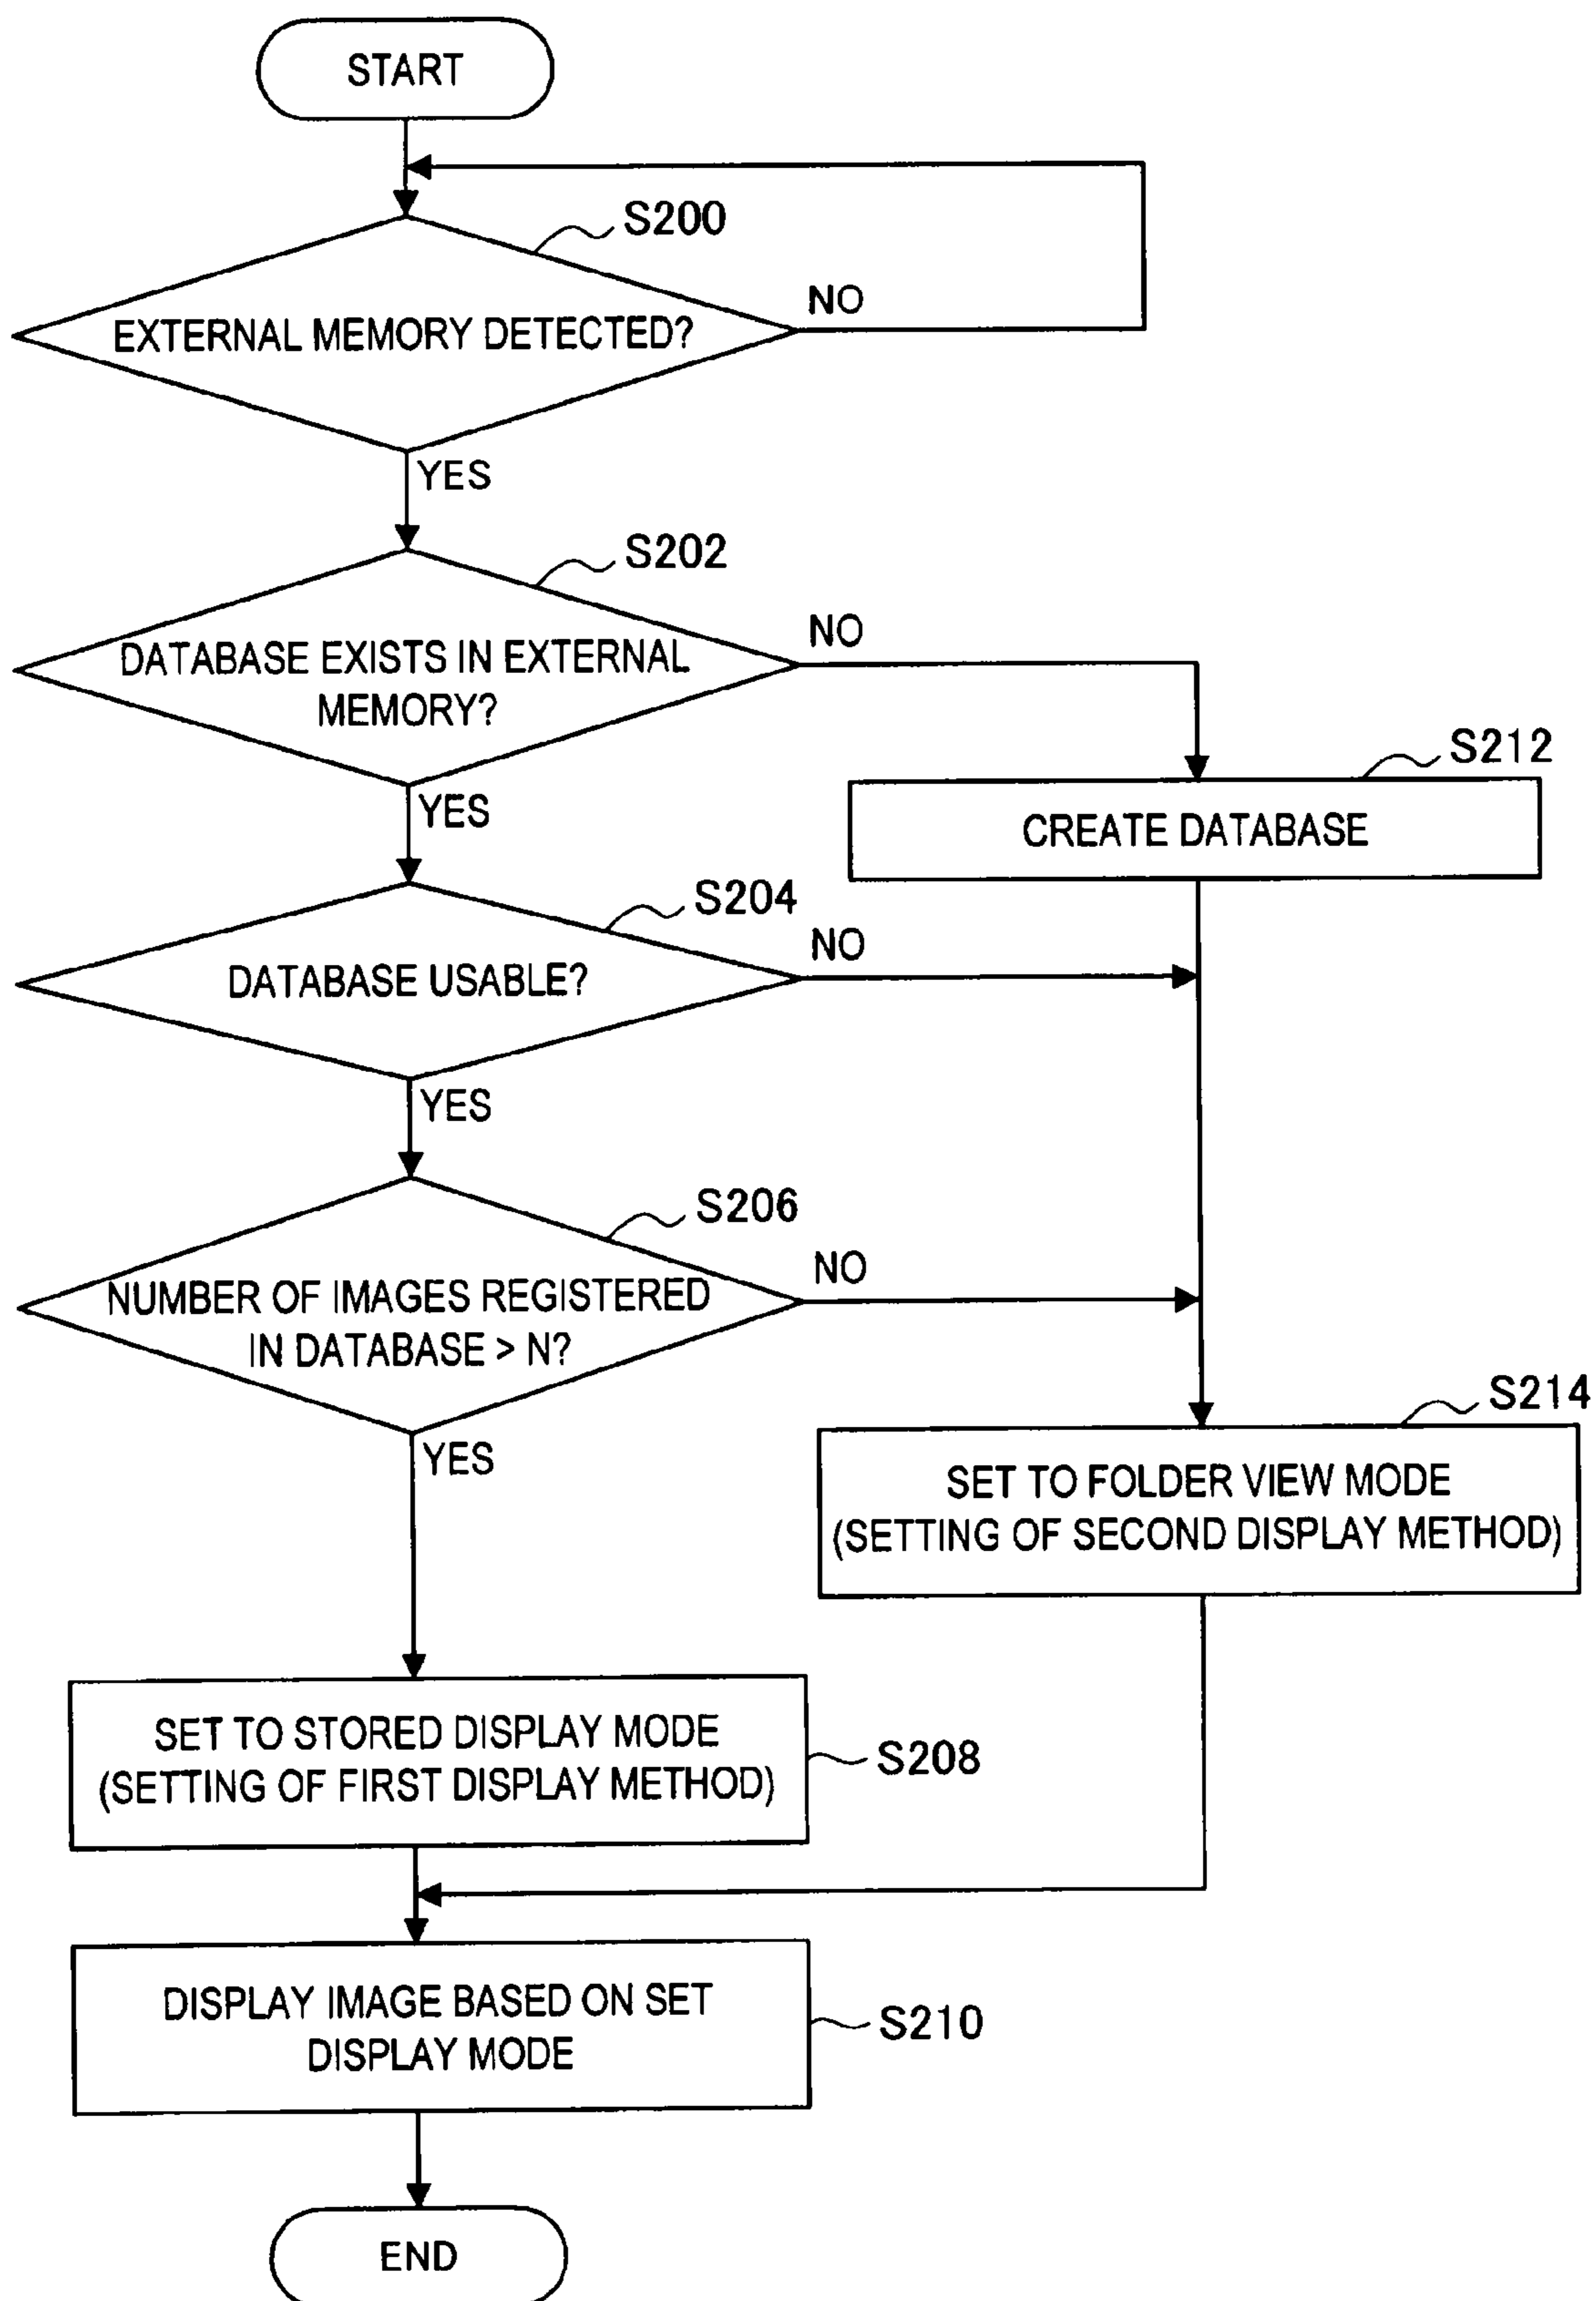 START
S200
NO
EXTERNAL MEMORY DETECTED?
YES
S202
NO
DATABASE EXISTS IN EXTERNAL
MEMORY?
S212
YES
CREATE DATABASE
S204
NO
DATABASE USABLE?
YES
S206
NO
NUMBER OF IMAGES REGISTERED
IN DATABASE > N?
S214
YES
SET TO FOLDER VIEW MODE
(SETTING OF SECOND DISPLAY METHOD)
SET TO STORED DISPLAY MODE
(SETTING OF FIRST DISPLAY METHOD)
S208
DISPLAY IMAGE BASED ON SET
DISPLAY MODE
S210
END